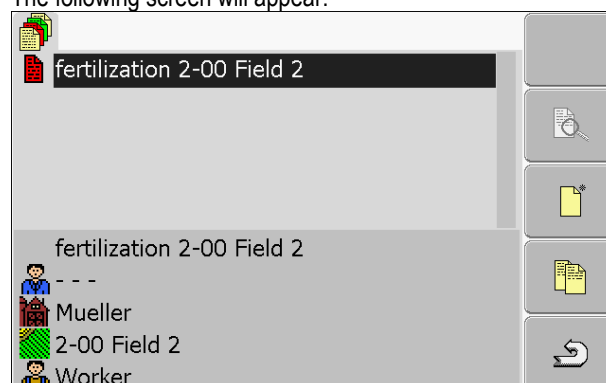 The following screen will appear:
fertilization 2-00 Field 2
fertilization 2-00 Field 2
- - -
Mueller
2-00 Field 2
Worker